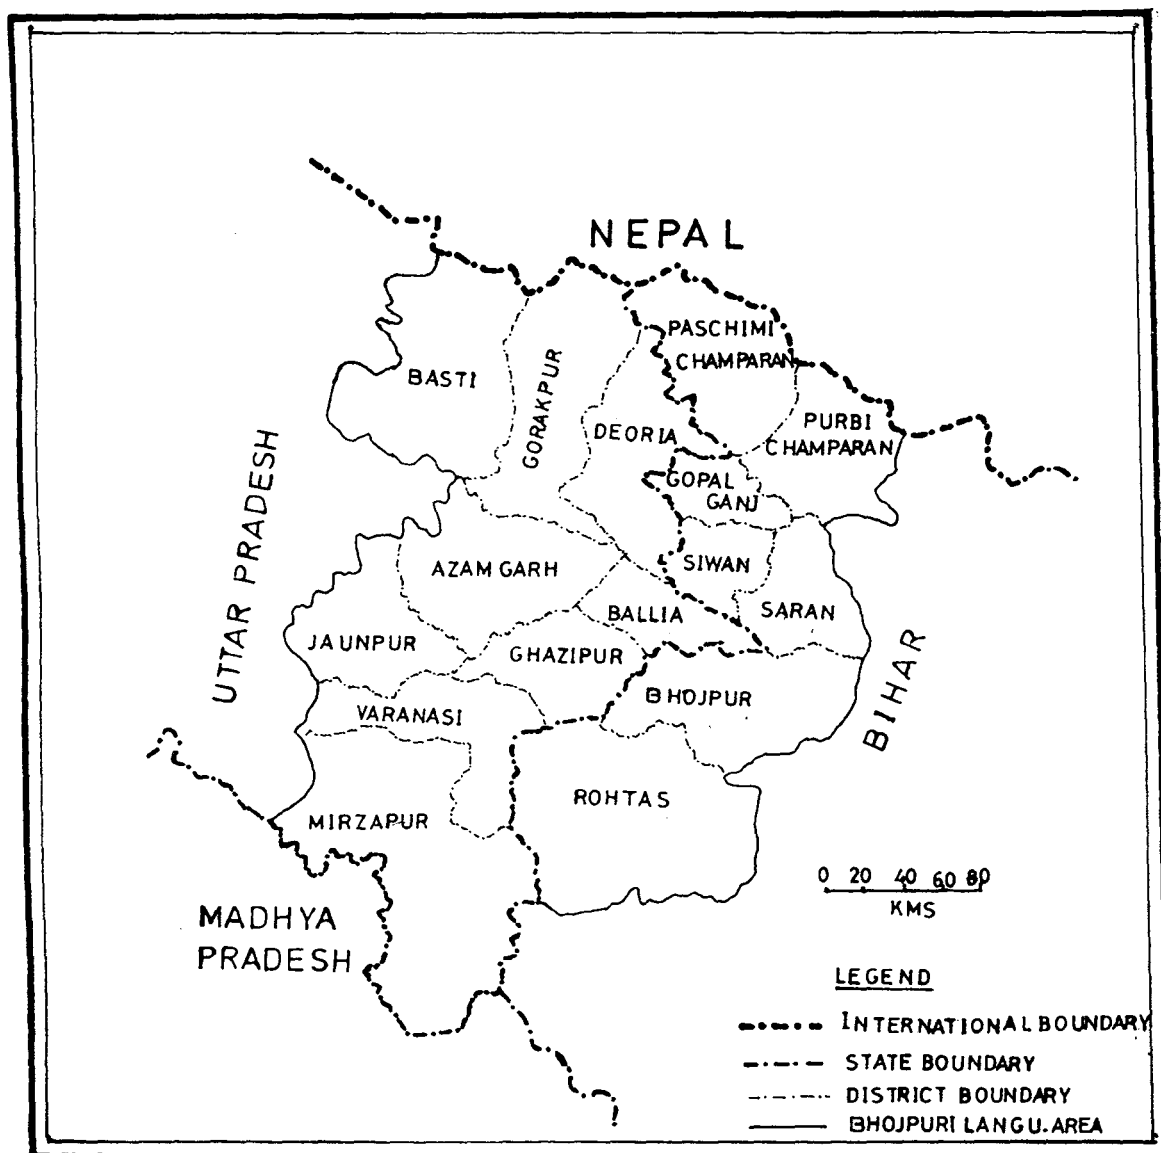 NEPAL
PASCHIMI
CHAMPARAN
BASTI
GORAKPUR
DEORIA
PURBI
CHAMPARAN
GOPAL
GANJ
UTTAR PRADESH
AZAMGARH
SIWAN
BALLIA
SARAN
JAUNPUR
GHAZIPUR
BHOJPUR
BIHAR
VARANASI
ROHTAS
MIRZAPUR
0 20 40 60 80
KMS
MADHYA
PRADESH
LEGEND
INTERNATIONAL BOUNDARY
STATE BOUNDARY
DISTRICT BOUNDARY
BHOJPURI LANGU. AREA